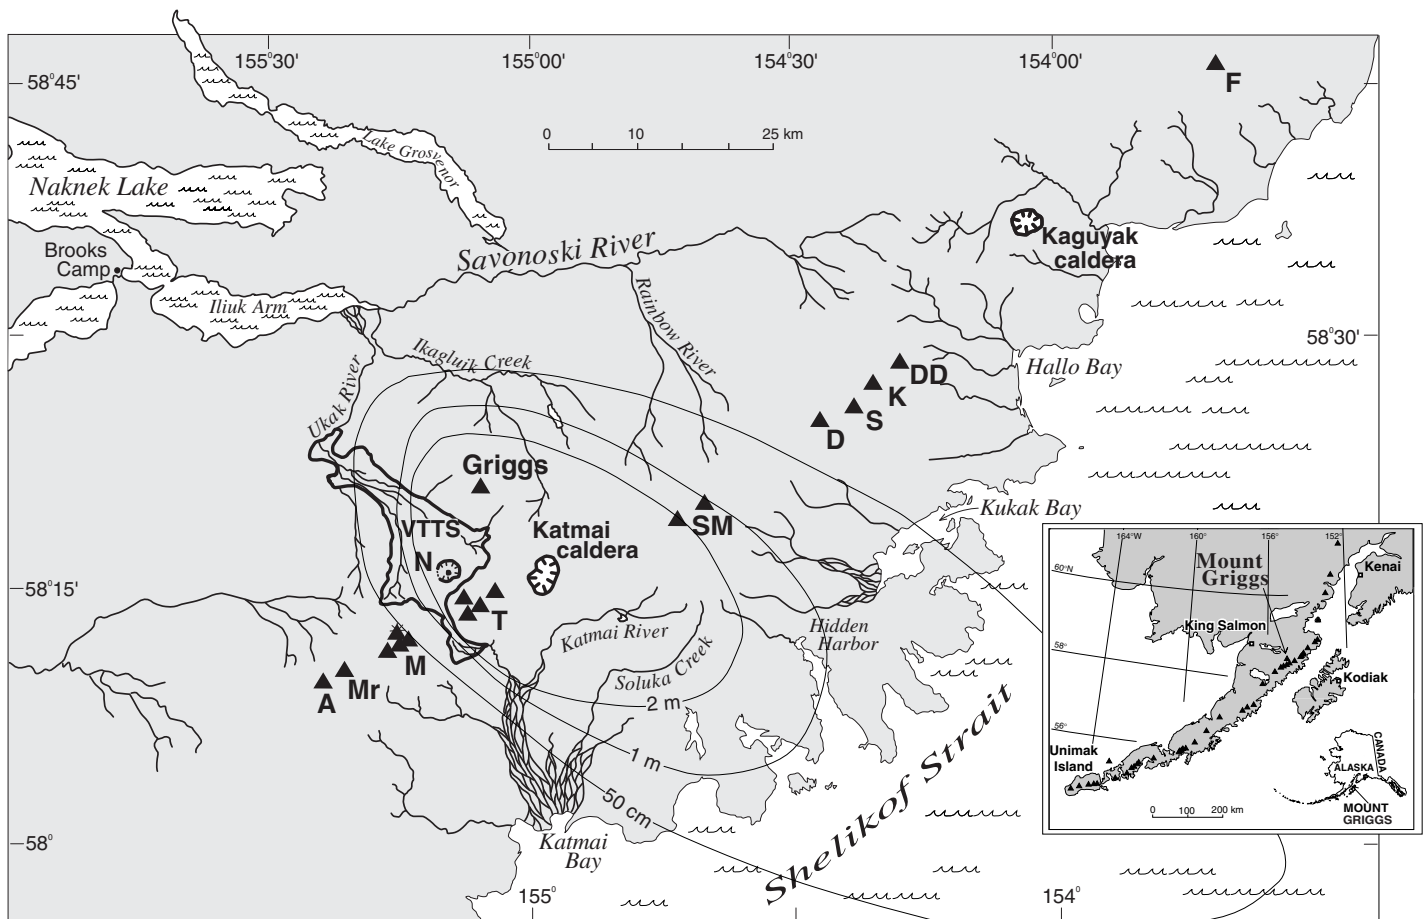 155°30'
155°00'
154°30'
154°00'
58°45'
F
0
10
25 km
Lake Grosvenor
Naknek Lake
Brooks
Camp
Savonoski River
Kaguyak
caldera
Iliuk Arm
Rainbow River
58°30'
Ikagluik Creek
Hallo Bay
Ukak River
DD
K
S
D
Griggs
SM
Kukak Bay
VTTS
N
Katmai
caldera
58°15'
T
Katmai River
Hidden
Harbor
M
Mr
A
Soluka Creek
2 m
1 m
50 cm
Shelikof Strait
58°
Katmai
Bay
155°
154°
164°W
160°
156°
152°
60°N
Mount
Griggs
Kenai
King Salmon
58°
Kodiak
56°
Unimak
Island
CANADA
ALASKA
MOUNT
GRIGGS
0
100
200 km